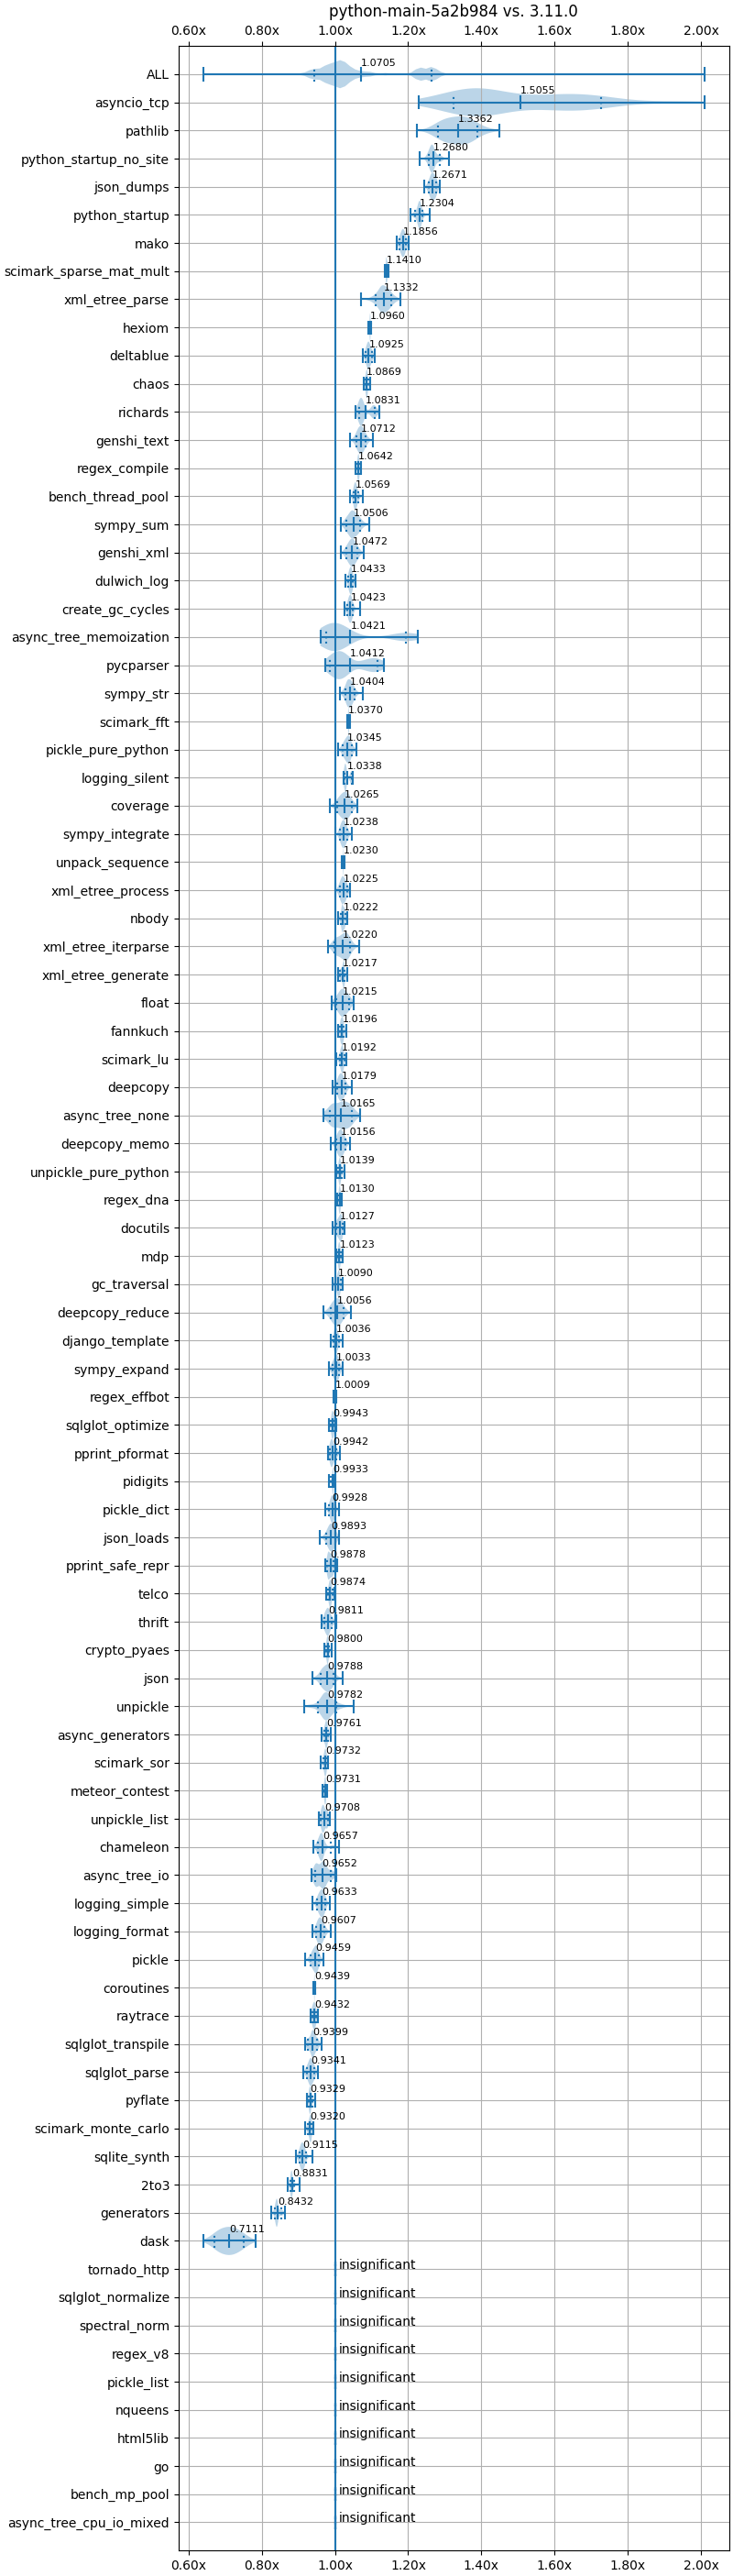 python-main-5a2b984 vs. 3.11.0
0.60x 0.80x 1.00x 1.20x 1.40x 1.60x 1.80x 2.00x
ALL 1.0705
asyncio_tcp 1.5055
pathlib 1.3362
python_startup_no_site 1.2680
json_dumps 1.2671
python_startup 1.2304
mako 1.1856
scimark_sparse_mat_mult 1.1410
xml_etree_parse 1.1332
hexiom 1.0960
deltablue 1.0925
chaos 1.0869
richards 1.0831
genshi_text 1.0712
regex_compile 1.0642
bench_thread_pool 1.0569
sympy_sum 1.0506
genshi_xml 1.0472
dulwich_log 1.0433
create_gc_cycles 1.0423
async_tree_memoization 1.0421
pycparser 1.0412
sympy_str 1.0404
scimark_fft 1.0370
pickle_pure_python 1.0345
logging_silent 1.0338
coverage 1.0265
sympy_integrate 1.0238
unpack_sequence 1.0230
xml_etree_process 1.0225
nbody 1.0222
xml_etree_iterparse 1.0220
xml_etree_generate 1.0217
float 1.0215
fannkuch 1.0196
scimark_lu 1.0192
deepcopy 1.0179
async_tree_none 1.0165
deepcopy_memo 1.0156
unpickle_pure_python 1.0139
regex_dna 1.0130
docutils 1.0127
mdp 1.0123
gc_traversal 1.0090
deepcopy_reduce 1.0056
django_template 1.0036
sympy_expand 1.0033
regex_effbot 1.0009
sqlglot_optimize 0.9943
pprint_pformat 0.9942
pidigits 0.9933
pickle_dict 0.9928
json_loads 0.9893
pprint_safe_repr 0.9878
telco 0.9874
thrift 0.9811
crypto_pyaes 0.9800
json 0.9788
unpickle 0.9782
async_generators 0.9761
scimark_sor 0.9732
meteor_contest 0.9731
unpickle_list 0.9708
chameleon 0.9657
async_tree_io 0.9652
logging_simple 0.9633
logging_format 0.9607
pickle 0.9459
coroutines 0.9439
raytrace 0.9432
sqlglot_transpile 0.9399
sqlglot_parse 0.9341
pyflate 0.9329
scimark_monte_carlo 0.9320
sqlite_synth 0.9115
2to3 0.8831
generators 0.8432
dask 0.7111
tornado_http insignificant
sqlglot_normalize insignificant
spectral_norm insignificant
regex_v8 insignificant
pickle_list insignificant
nqueens insignificant
html5lib insignificant
go insignificant
bench_mp_pool insignificant
async_tree_cpu_io_mixed insignificant
0.60x 0.80x 1.00x 1.20x 1.40x 1.60x 1.80x 2.00x